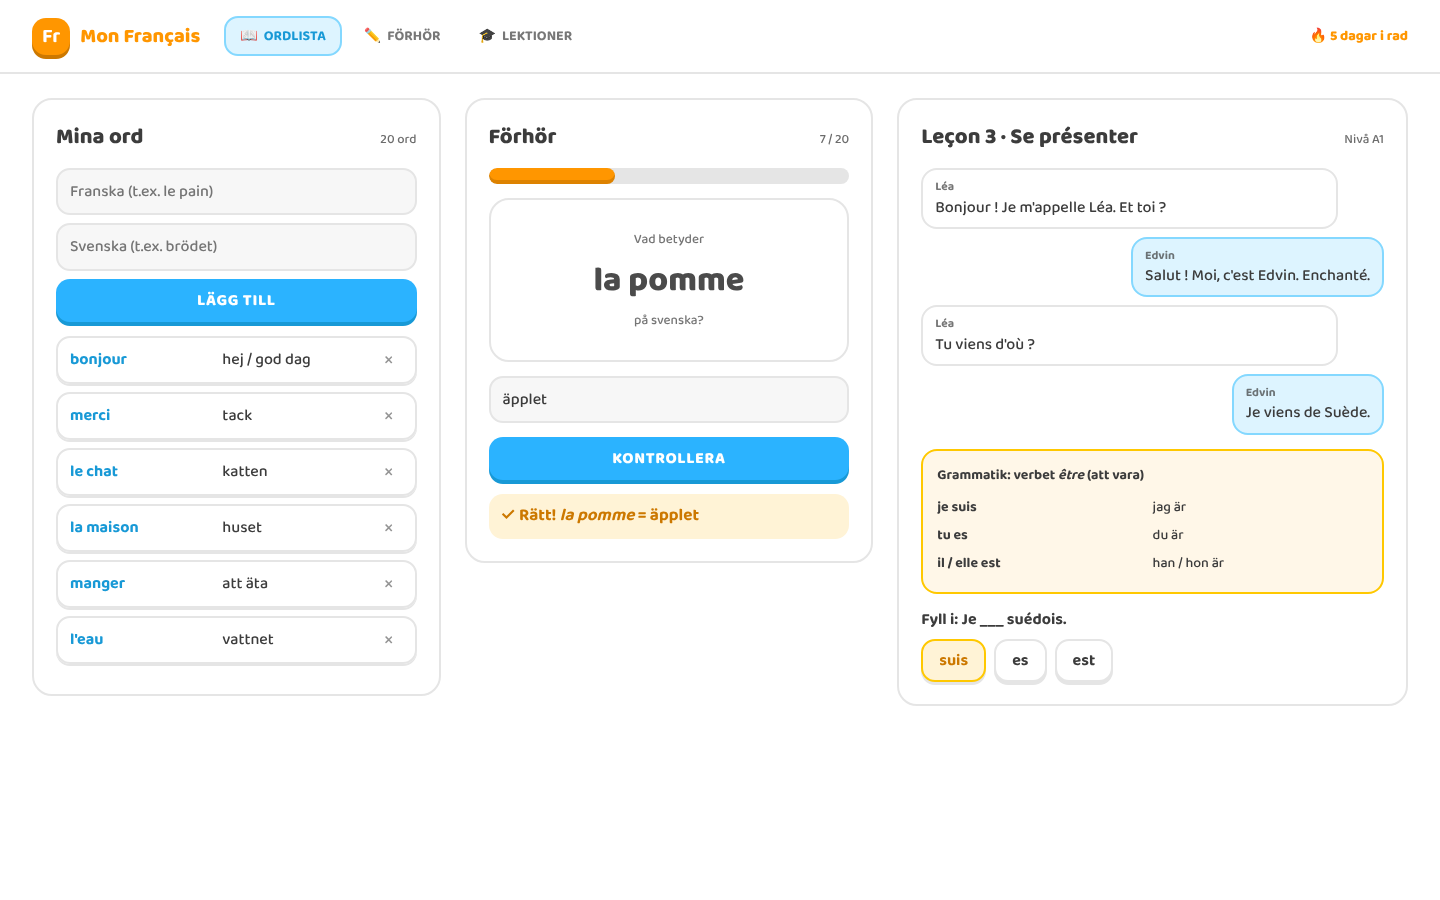 Fr Mon Français
📖 ORDLISTA
✏️ FÖRHÖR
🎓 LEKTIONER
🔥 5 dagar i rad
Mina ord
20 ord
Franska (t.ex. le pain)
Svenska (t.ex. brödet)
LÄGG TILL
bonjour hej / god dag ×
merci tack ×
le chat katten ×
la maison huset ×
manger att äta ×
l'eau vattnet ×
Förhör
7 / 20
Vad betyder
la pomme
på svenska?
äpplet
KONTROLLERA
✓ Rätt! la pomme = äpplet
Leçon 3 · Se présenter
Nivå A1
Léa
Bonjour ! Je m'appelle Léa. Et toi ?
Edvin
Salut ! Moi, c'est Edvin. Enchanté.
Léa
Tu viens d'où ?
Edvin
Je viens de Suède.
Grammatik: verbet être (att vara)
je suis jag är
tu es du är
il / elle est han / hon är
Fyll i: Je ___ suédois.
suis es est